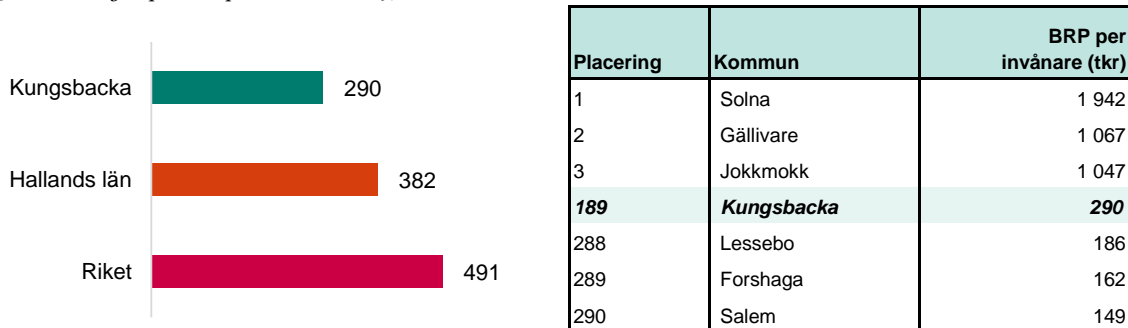 Kungsbacka 290
Hallands län 382
Riket 491
Placering Kommun BRP per invånare (tkr)
1 Solna 1 942
2 Gällivare 1 067
3 Jokkmokk 1 047
189 Kungsbacka 290
288 Lessebo 186
289 Forshaga 162
290 Salem 149